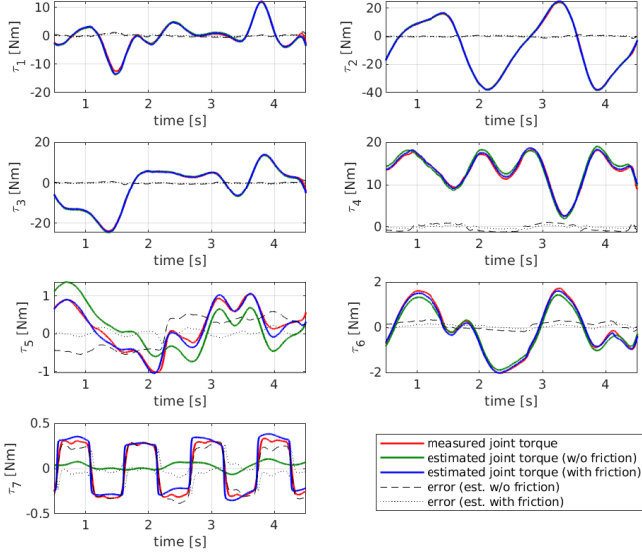 10
0
-10
-20
τ1 [Nm]
1 2 3 4
time [s]
20
0
-20
-40
τ2 [Nm]
1 2 3 4
time [s]
20
0
-20
τ3 [Nm]
1 2 3 4
time [s]
20
10
0
τ4 [Nm]
1 2 3 4
time [s]
1
0
-1
τ5 [Nm]
1 2 3 4
time [s]
2
0
-2
τ6 [Nm]
1 2 3 4
time [s]
0.5
0
-0.5
τ7 [Nm]
1 2 3 4
time [s]
measured joint torque
estimated joint torque (w/o friction)
estimated joint torque (with friction)
error (est. w/o friction)
error (est. with friction)